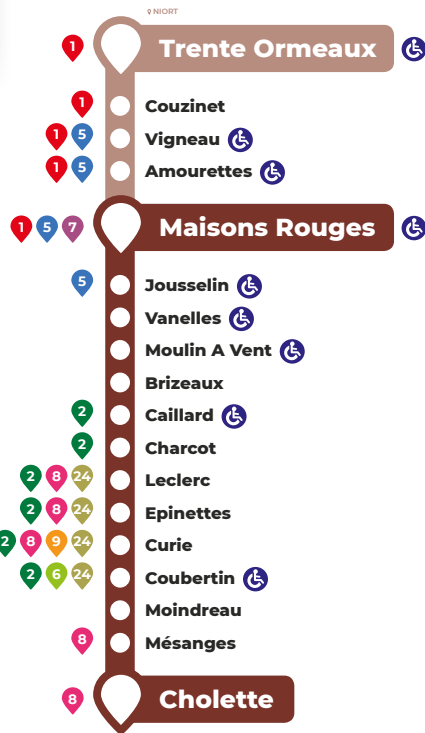 NIORT
1 Trente Ormeaux
1 Couzinet
1 5 Vigneau
1 5 Amourettes
1 5 7 Maisons Rouges
5 Jousselin
Vanelles
Moulin A Vent
Brizeaux
2 Caillard
2 Charcot
2 8 24 Leclerc
2 8 24 Epinettes
2 8 9 24 Curie
2 6 24 Coubertin
Moindreau
8 Mésanges
8 Cholette